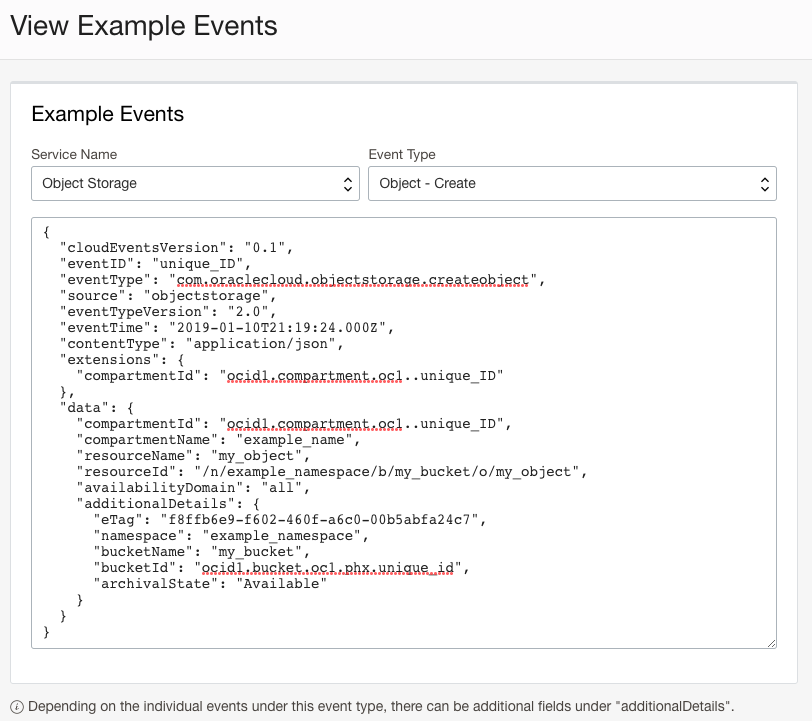 View Example Events
Example Events
Service Name
Event Type
Object Storage
Object - Create
{
  "cloudEventsVersion": "0.1",
  "eventID": "unique_ID",
  "eventType": "com.oraclecloud.objectstorage.createobject",
  "source": "objectstorage",
  "eventTypeVersion": "2.0",
  "eventTime": "2019-01-10T21:19:24.000Z",
  "contentType": "application/json",
  "extensions": {
    "compartmentId": "ocid1.compartment.oc1..unique_ID"
  },
  "data": {
    "compartmentId": "ocid1.compartment.oc1..unique_ID",
    "compartmentName": "example_name",
    "resourceName": "my_object",
    "resourceId": "/n/example_namespace/b/my_bucket/o/my_object",
    "availabilityDomain": "all",
    "additionalDetails": {
      "eTag": "f8ffb6e9-f602-460f-a6c0-00b5abfa24c7",
      "namespace": "example_namespace",
      "bucketName": "my_bucket",
      "bucketId": "ocid1.bucket.oc1.phx.unique_id",
      "archivalState": "Available"
    }
  }
}
Depending on the individual events under this event type, there can be additional fields under "additionalDetails".